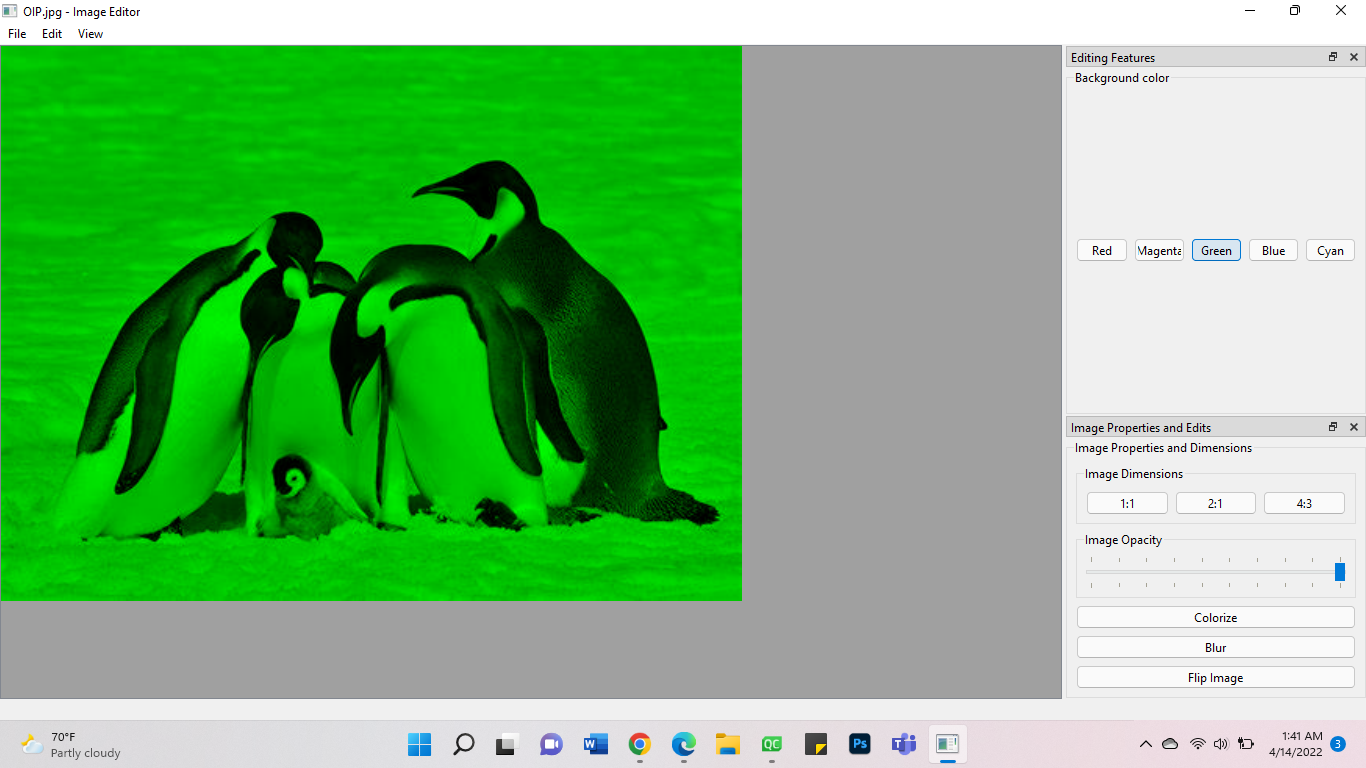 OIP.jpg - Image Editor
File Edit View
Editing Features
Background color
Red Magenta Green Blue Cyan
Image Properties and Edits
Image Properties and Dimensions
Image Dimensions
1:1 2:1 4:3
Image Opacity
Colorize
Blur
Flip Image
70°F
Partly cloudy
W QC Ps T
1:41 AM
4/14/2022 3